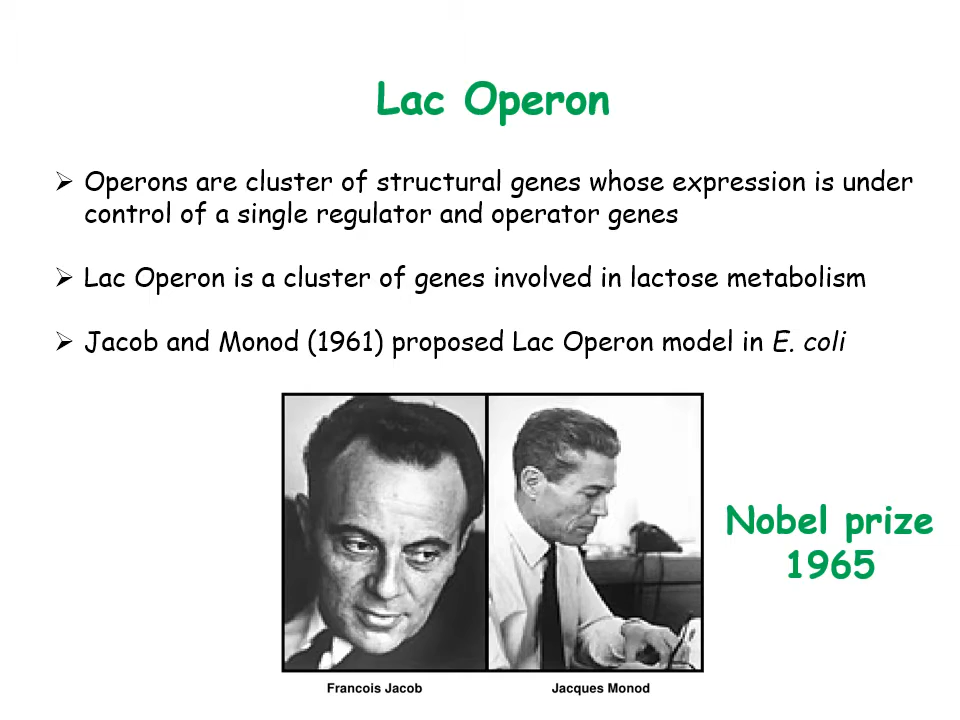 Lac Operon
➢ Operons are cluster of structural genes whose expression is under
control of a single regulator and operator genes
➢ Lac Operon is a cluster of genes involved in lactose metabolism
➢ Jacob and Monod (1961) proposed Lac Operon model in E. coli
Nobel prize
1965
Francois Jacob
Jacques Monod